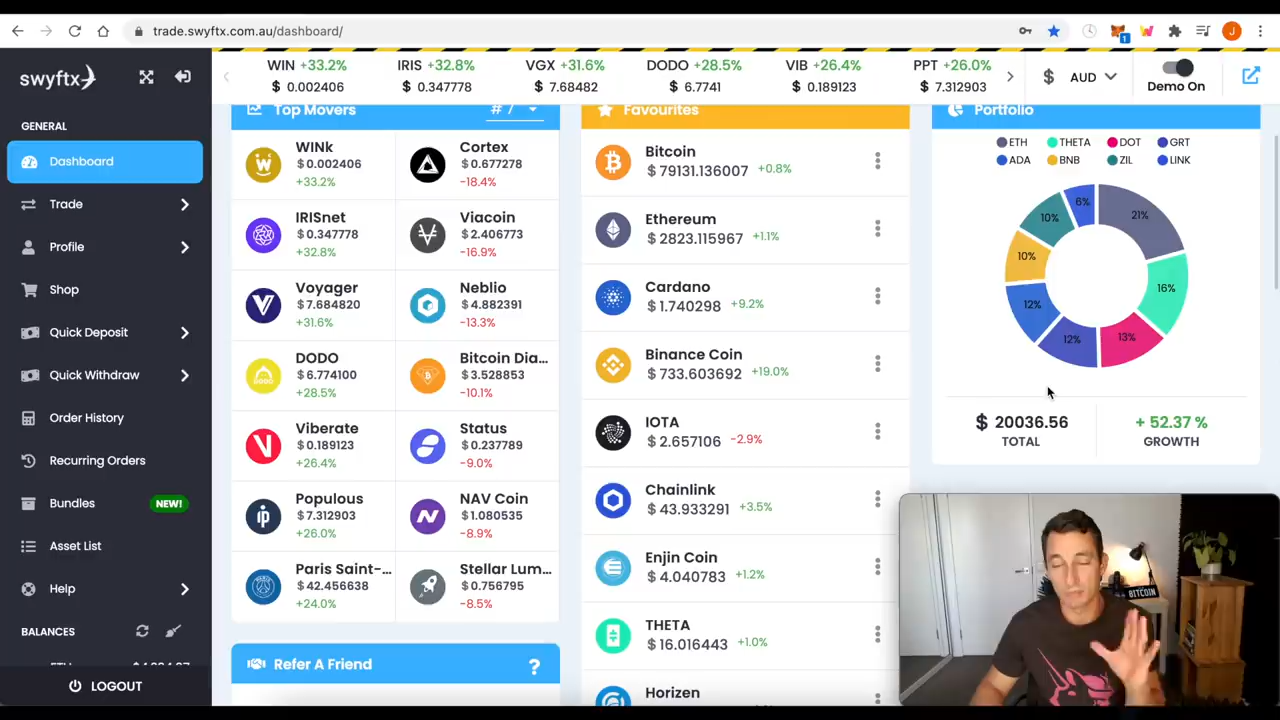 trade.swyftx.com.au/dashboard/
1
J
swyftx
WIN +33.2%
$ 0.002406
IRIS +32.8%
$ 0.347778
VGX +31.6%
$ 7.68482
DODO +28.5%
$ 6.7741
VIB +26.4%
$ 0.189123
PPT +26.0%
$ 7.312903
$ AUD
Demo On
GENERAL
Dashboard
Trade
Profile
Shop
Quick Deposit
Quick Withdraw
Order History
Recurring Orders
Bundles NEW!
Asset List
Help
BALANCES
LOGOUT
Top Movers
# 7
WINk
$ 0.002406
+33.2%
Cortex
$ 0.677278
-18.4%
IRISnet
$ 0.347778
+32.8%
Viacoin
$ 2.406773
-16.9%
Voyager
$ 7.684820
+31.6%
Neblio
$ 4.882391
-13.3%
DODO
$ 6.774100
+28.5%
Bitcoin Dia...
$ 3.528853
-10.1%
Viberate
$ 0.189123
+26.4%
Status
$ 0.237789
-9.0%
Populous
$ 7.312903
+26.0%
NAV Coin
$ 1.080535
-8.9%
Paris Saint-...
$ 42.456638
+24.0%
Stellar Lum...
$ 0.756795
-8.5%
Refer A Friend ?
Favourites
Bitcoin
$ 79131.136007 +0.8%
Ethereum
$ 2823.115967 +1.1%
Cardano
$ 1.740298 +9.2%
Binance Coin
$ 733.603692 +19.0%
IOTA
$ 2.657106 -2.9%
Chainlink
$ 43.933291 +3.5%
Enjin Coin
$ 4.040783 +1.2%
THETA
$ 16.016443 +1.0%
Horizen
Portfolio
ETH THETA DOT GRT
ADA BNB ZIL LINK
21%
16%
13%
12%
12%
10%
10%
6%
$ 20036.56
TOTAL
+ 52.37 %
GROWTH
BITCOIN